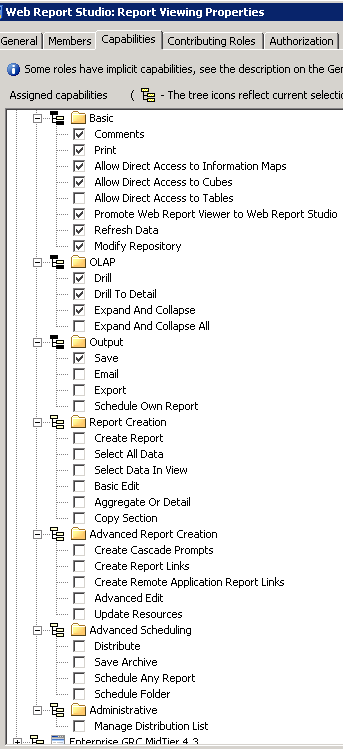 Web Report Studio: Report Viewing Properties
General Members Capabilities Contributing Roles Authorization
Some roles have implicit capabilities, see the description on the Gen
Assigned capabilities ( - The tree icons reflect current selectio
Basic
Comments
Print
Allow Direct Access to Information Maps
Allow Direct Access to Cubes
Allow Direct Access to Tables
Promote Web Report Viewer to Web Report Studio
Refresh Data
Modify Repository
OLAP
Drill
Drill To Detail
Expand And Collapse
Expand And Collapse All
Output
Save
Email
Export
Schedule Own Report
Report Creation
Create Report
Select All Data
Select Data In View
Basic Edit
Aggregate Or Detail
Copy Section
Advanced Report Creation
Create Cascade Prompts
Create Report Links
Create Remote Application Report Links
Advanced Edit
Update Resources
Advanced Scheduling
Distribute
Save Archive
Schedule Any Report
Schedule Folder
Administrative
Manage Distribution List
Enterprise GRC MidTier 4.3